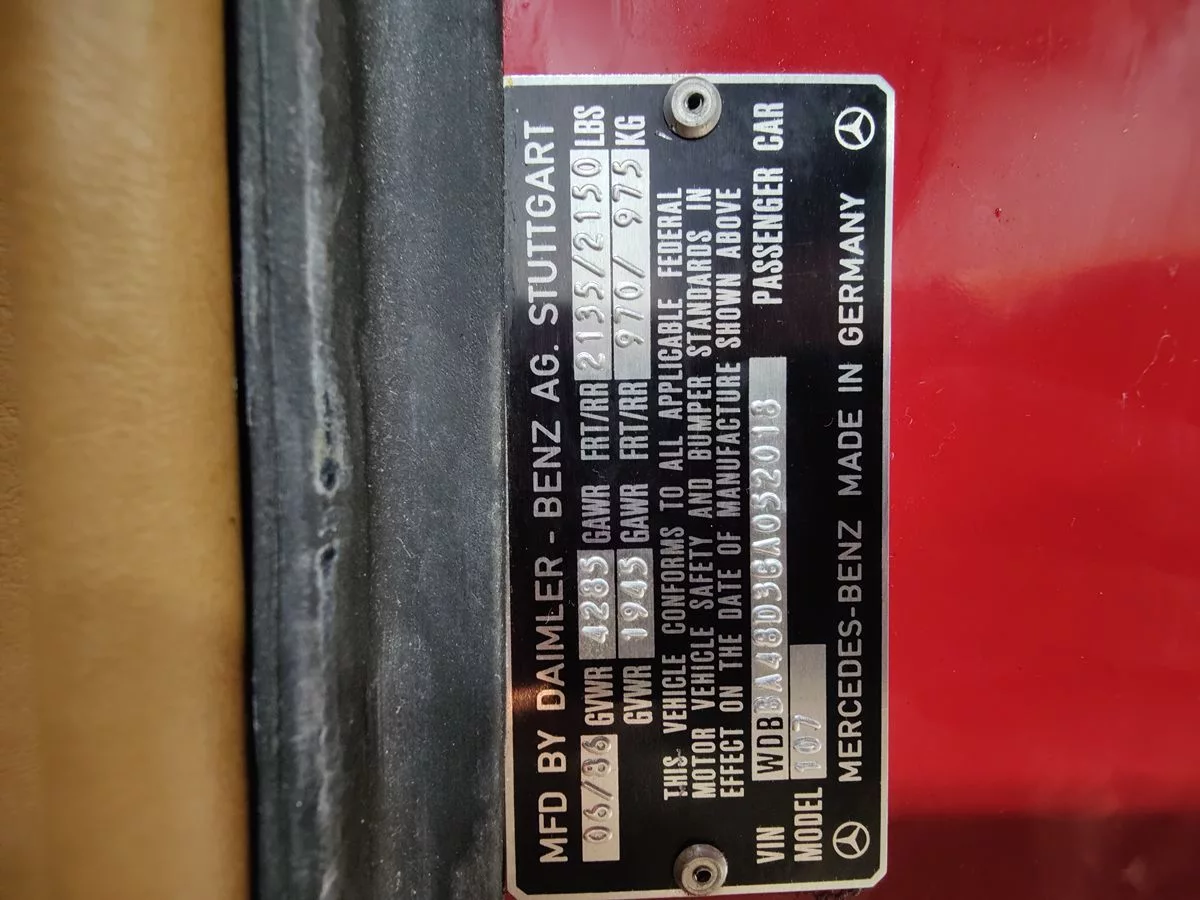 MFD BY DAIMLER - BENZ AG. STUTTGART
06/86 GVWR 4285 GAWR FRT/RR 2135/2150 LBS
GVWR 1945 GAWR FRT/RR 970/ 975 KG
THIS VEHICLE CONFORMS TO ALL APPLICABLE FEDERAL
MOTOR VEHICLE SAFETY AND BUMPER STANDARDS IN
EFFECT ON THE DATE OF MANUFACTURE SHOWN ABOVE
VIN WDBBA48D3GA052018 PASSENGER CAR
MODEL 107
MERCEDES-BENZ MADE IN GERMANY